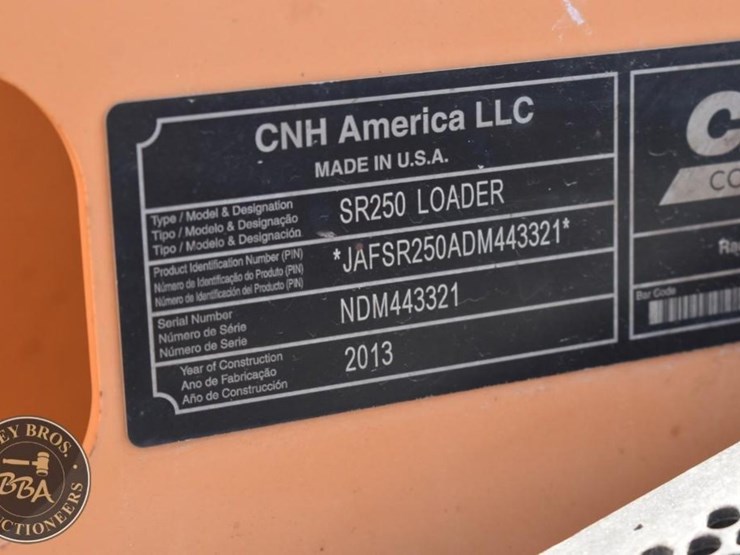 CNH America LLC
MADE IN U.S.A.
Type / Model & Designation
Tipo / Modelo & Designação
Tipo / Modelo & Designación
SR250 LOADER
Product Identification Number (PIN)
Número de Identificação do Produto (PIN)
Número de Identificación del Producto (PIN)
*JAFSR250ADM443321*
Serial Number
Número de Série
Número de Serie
NDM443321
Year of Construction
Ano de Fabricação
Año de Construcción
2013
Bar Code
BROS.
BBA